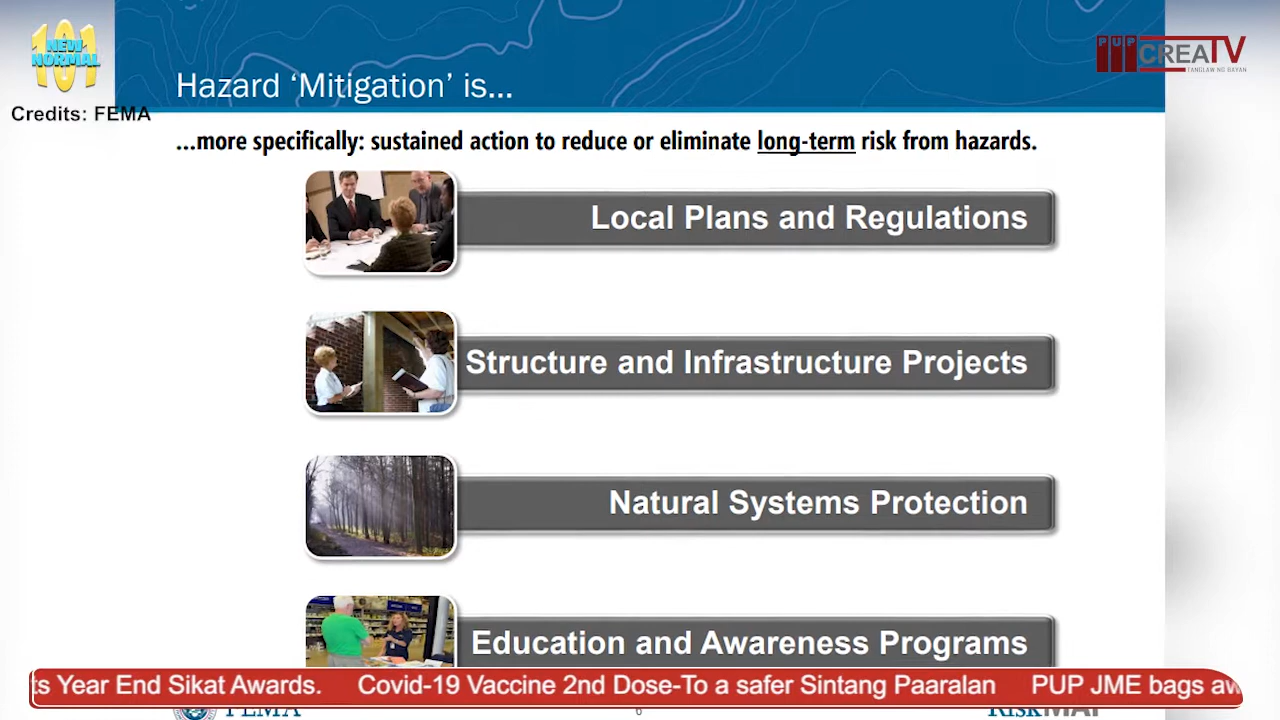 101
NEW NORMAL
PUP CREATV
TANGLAW NG BAYAN
Hazard ‘Mitigation’ is...
Credits: FEMA
...more specifically: sustained action to reduce or eliminate long-term risk from hazards.
Local Plans and Regulations
Structure and Infrastructure Projects
Natural Systems Protection
Education and Awareness Programs
ts Year End Sikat Awards. Covid-19 Vaccine 2nd Dose-To a safer Sintang Paaralan PUP JME bags aw
FEMA
6
RiskMAP